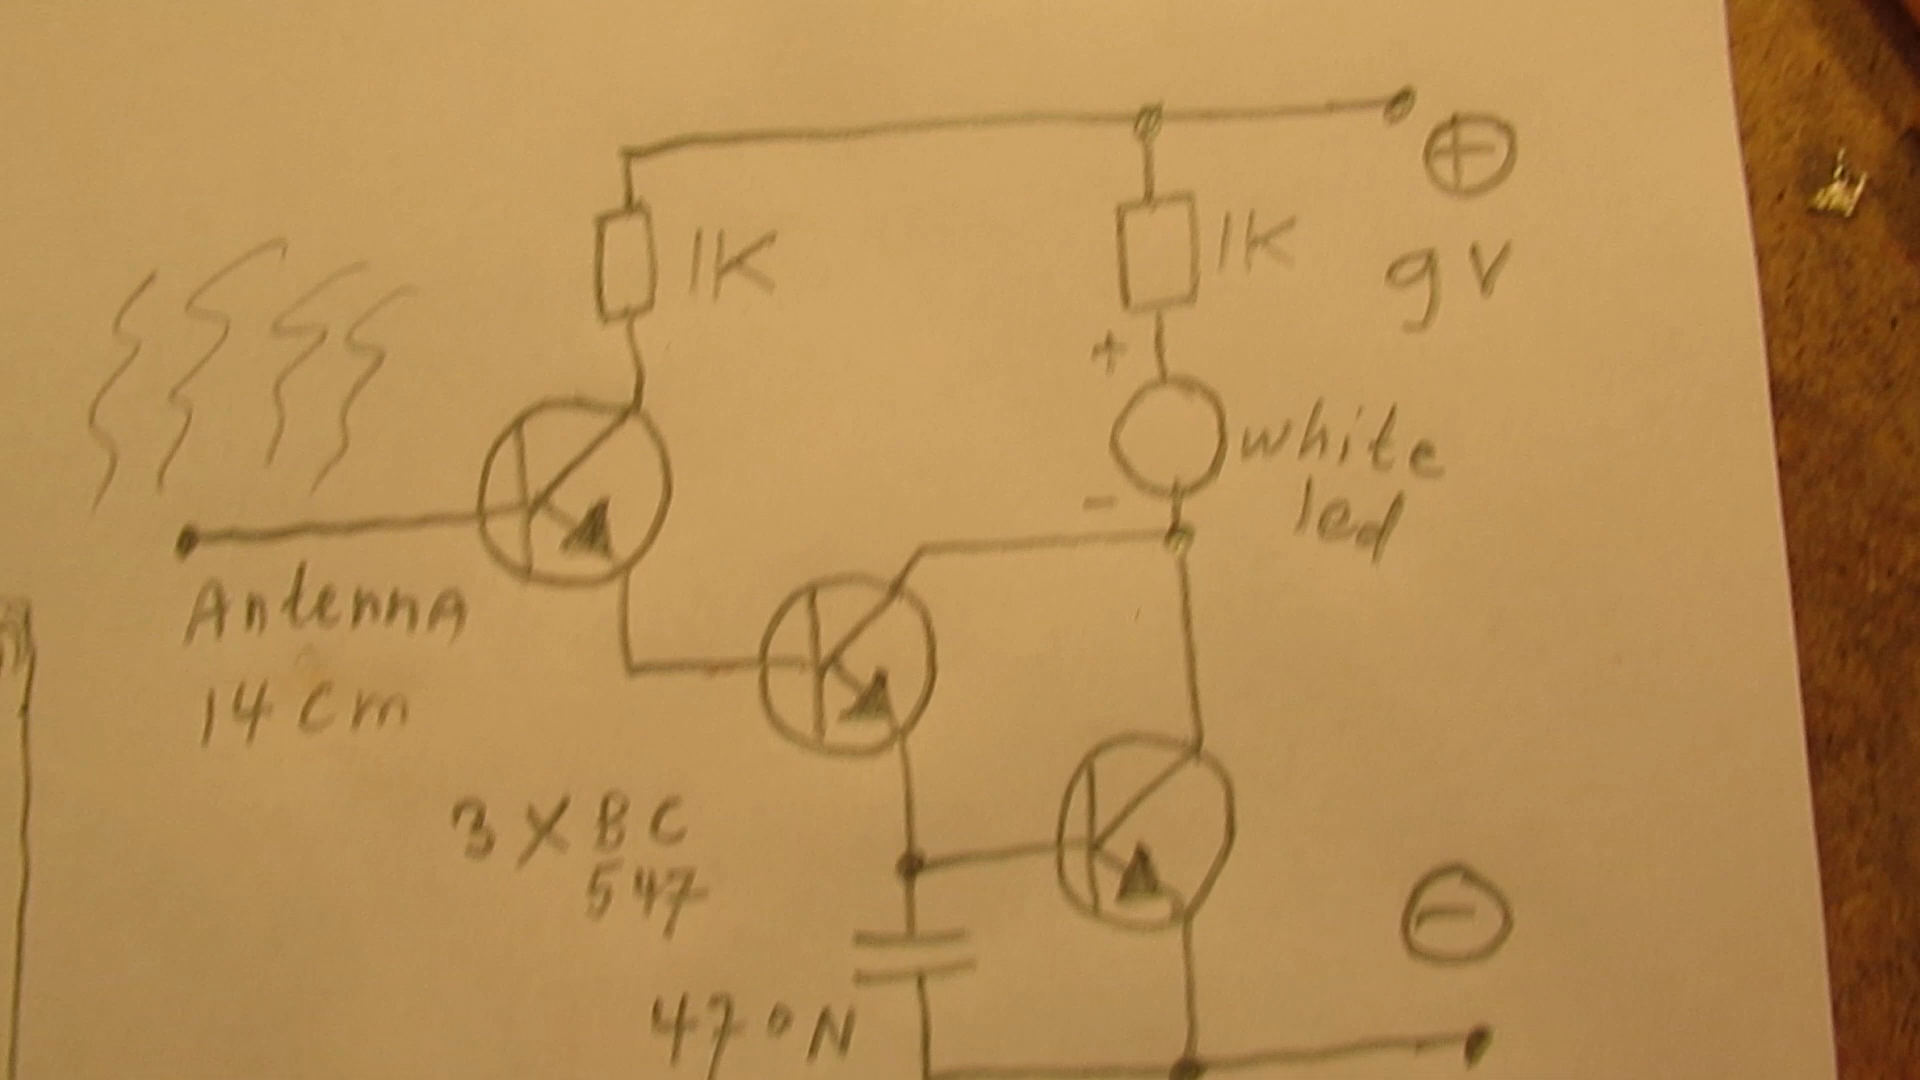 ⊕
1K
1K
9V
+
white
led
-
Antenna
14 cm
3 X BC
547
⊖
470N